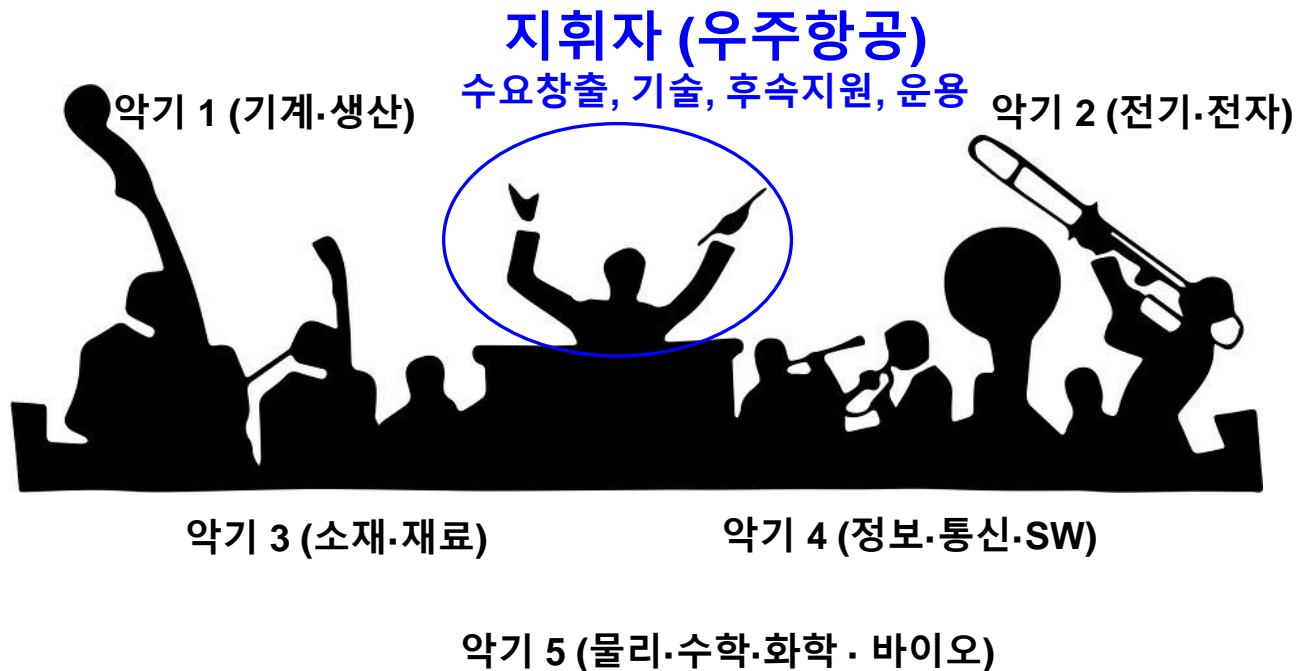 지휘자 (우주항공)
수요창출, 기술, 후속지원, 운용
악기 1 (기계·생산)
악기 2 (전기·전자)
악기 3 (소재·재료)
악기 4 (정보·통신·SW)
악기 5 (물리·수학·화학 · 바이오)